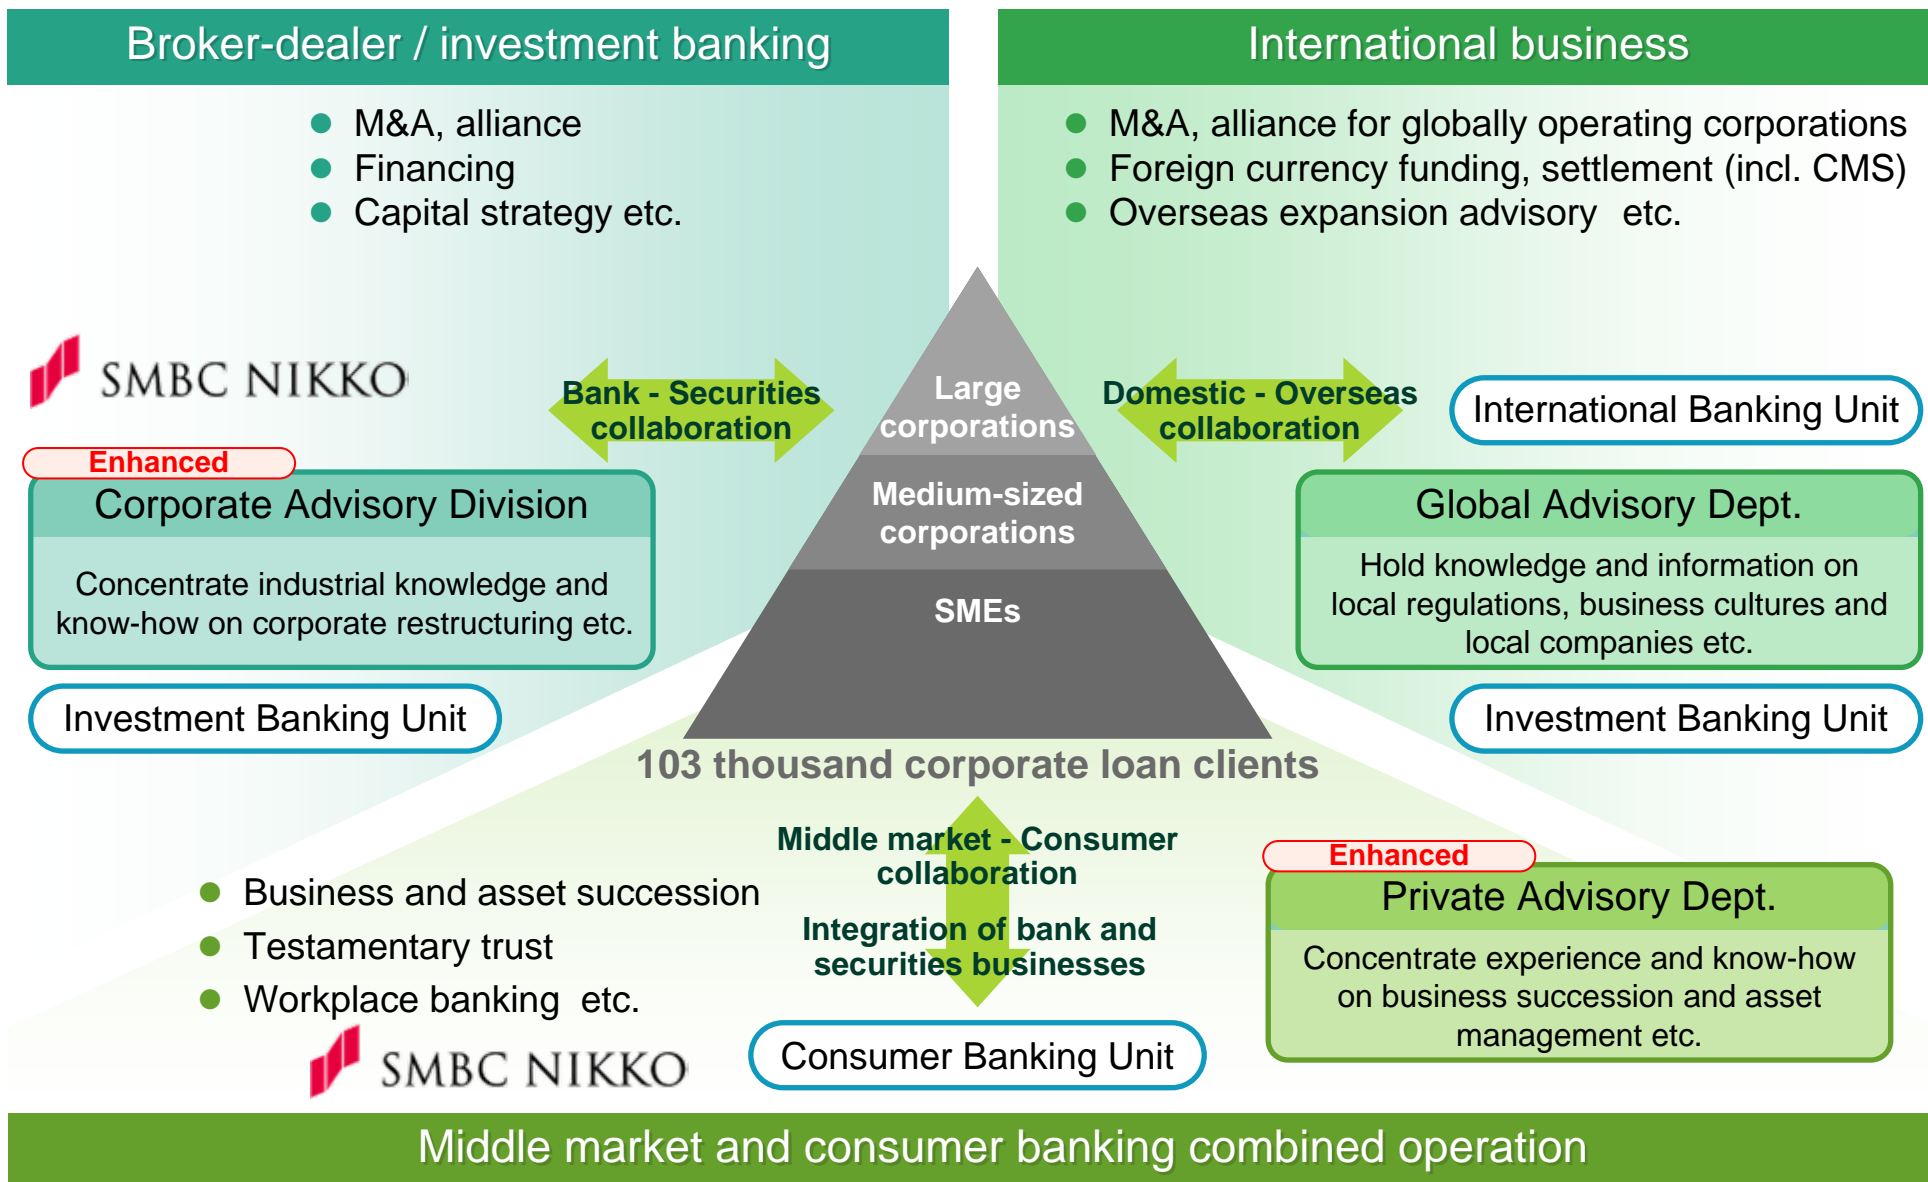 Broker-dealer / investment banking
M&A, alliance
Financing
Capital strategy etc.
International business
M&A, alliance for globally operating corporations
Foreign currency funding, settlement (incl. CMS)
Overseas expansion advisory etc.
SMBC NIKKO
Bank - Securities
collaboration
Large
corporations
Domestic - Overseas
collaboration
International Banking Unit
Enhanced
Corporate Advisory Division
Concentrate industrial knowledge and
know-how on corporate restructuring etc.
Investment Banking Unit
Medium-sized
corporations
SMEs
Global Advisory Dept.
Hold knowledge and information on
local regulations, business cultures and
local companies etc.
Investment Banking Unit
103 thousand corporate loan clients
Middle market - Consumer
collaboration
Integration of bank and
securities businesses
Business and asset succession
Testamentary trust
Workplace banking etc.
SMBC NIKKO
Consumer Banking Unit
Enhanced
Private Advisory Dept.
Concentrate experience and know-how
on business succession and asset
management etc.
Middle market and consumer banking combined operation